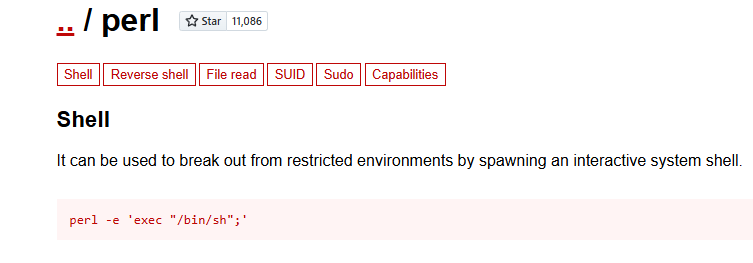 .. / perl Star 11,086
Shell Reverse shell File read SUID Sudo Capabilities
Shell
It can be used to break out from restricted environments by spawning an interactive system shell.
perl -e 'exec "/bin/sh";'